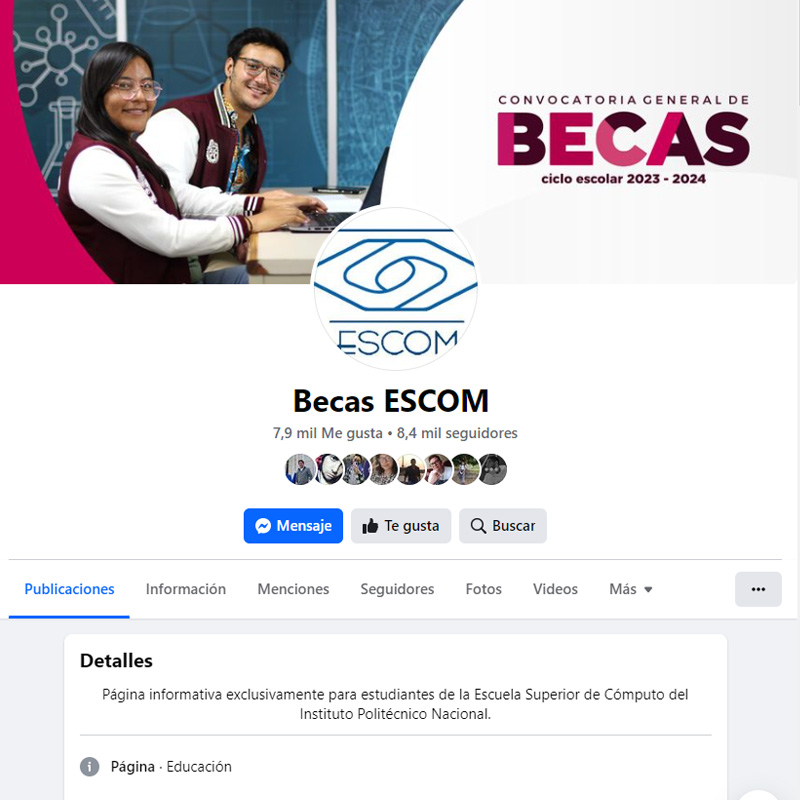 CONVOCATORIA GENERAL DE
BECAS
ciclo escolar 2023 - 2024
ESCOM
Becas ESCOM
7,9 mil Me gusta • 8,4 mil seguidores
Mensaje
Te gusta
Buscar
Publicaciones
Información
Menciones
Seguidores
Fotos
Videos
Más
Detalles
Página informativa exclusivamente para estudiantes de la Escuela Superior de Cómputo del
Instituto Politécnico Nacional.
Página · Educación